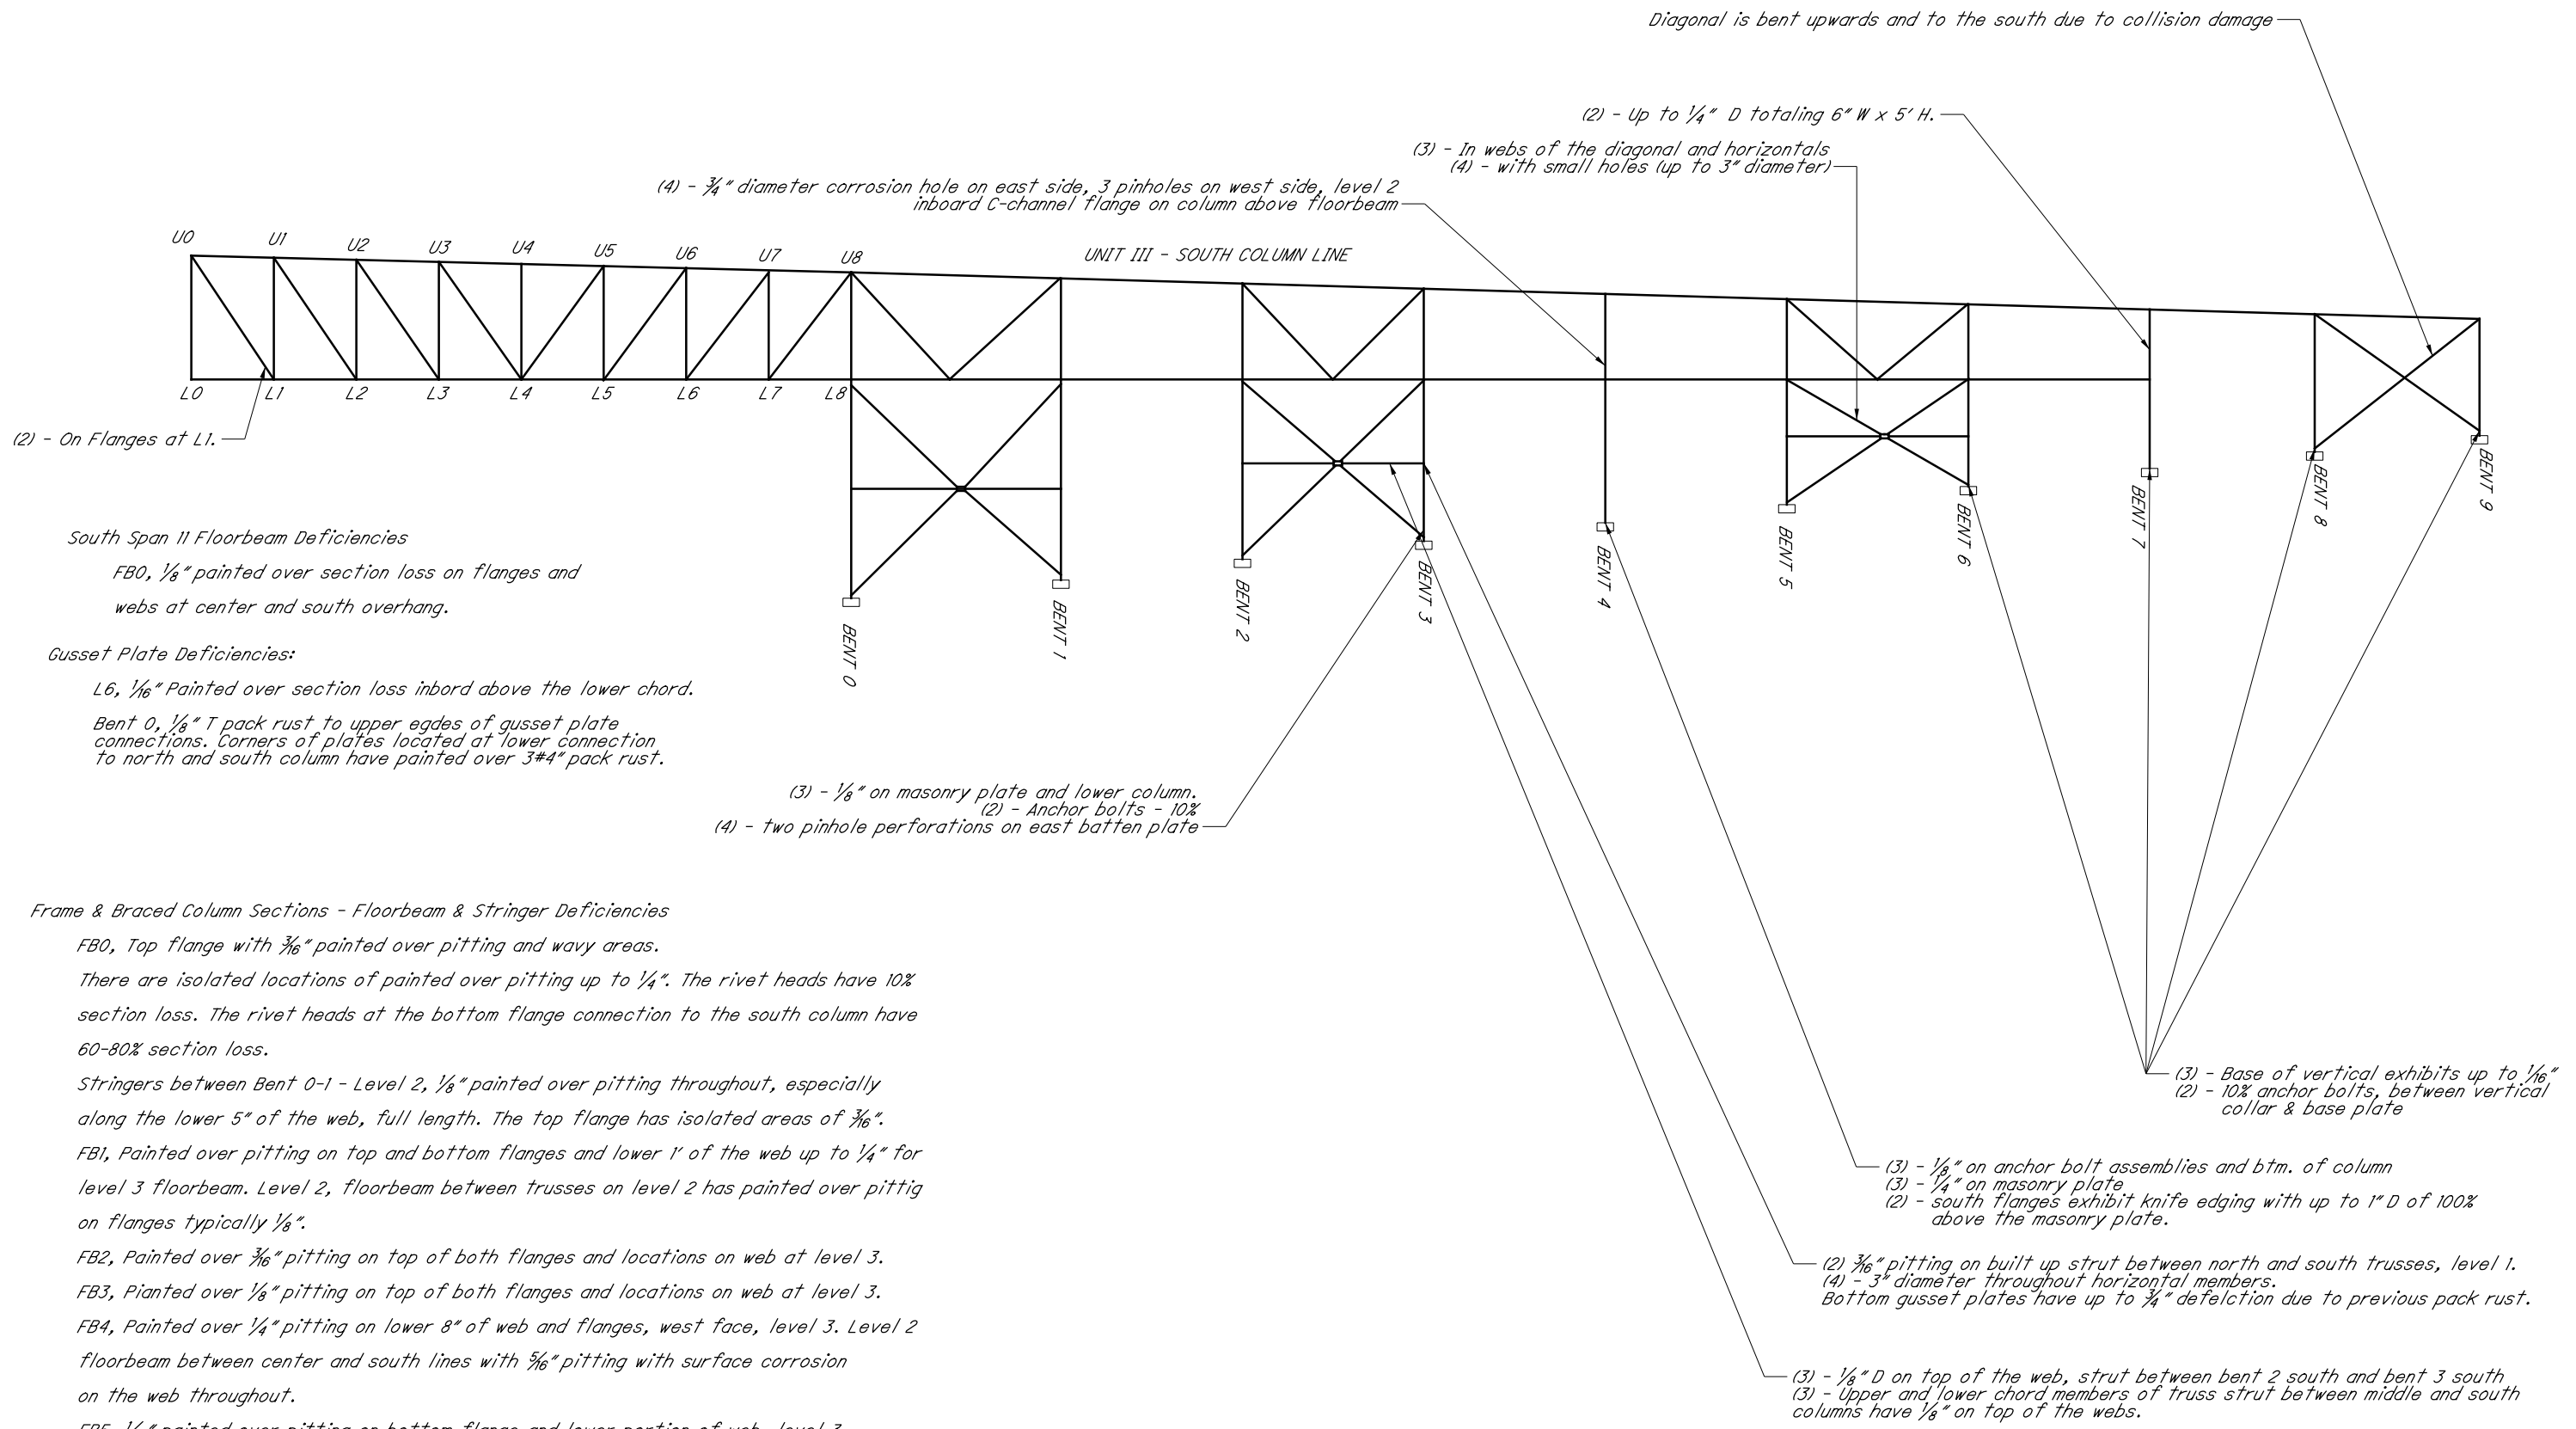 Diagonal is bent upwards and to the south due to collision damage
(2) - Up to 1/4" D totaling 6" W x 5' H.
(3) - In webs of the diagonal and horizontals
(4) - with small holes (up to 3" diameter)
(4) - 3/4" diameter corrosion hole on east side, 3 pinholes on west side, level 2
inboard C-channel flange on column above floorbeam
UNIT III - SOUTH COLUMN LINE
U0 U1 U2 U3 U4 U5 U6 U7 U8
L0 L1 L2 L3 L4 L5 L6 L7 L8
(2) - On Flanges at L1.
BENT 0
BENT 1
BENT 2
BENT 3
BENT 4
BENT 5
BENT 6
BENT 7
BENT 8
BENT 9
South Span 11 Floorbeam Deficiencies
FB0, 1/8" painted over section loss on flanges and
webs at center and south overhang.
Gusset Plate Deficiencies:
L6, 1/16" Painted over section loss inbord above the lower chord.
Bent 0, 1/8" T pack rust to upper egdes of gusset plate
connections. Corners of plates located at lower connection
to north and south column have painted over 3#4" pack rust.
(3) - 1/8" on masonry plate and lower column.
(2) - Anchor bolts - 10%
(4) - two pinhole perforations on east batten plate
Frame & Braced Column Sections - Floorbeam & Stringer Deficiencies
FB0, Top flange with 3/16" painted over pitting and wavy areas.
There are isolated locations of painted over pitting up to 1/4". The rivet heads have 10%
section loss. The rivet heads at the bottom flange connection to the south column have
60-80% section loss.
Stringers between Bent 0-1 - Level 2, 1/8" painted over pitting throughout, especially
along the lower 5" of the web, full length. The top flange has isolated areas of 3/16".
FB1, Painted over pitting on top and bottom flanges and lower 1' of the web up to 1/4" for
level 3 floorbeam. Level 2, floorbeam between trusses on level 2 has painted over pittig
on flanges typically 1/8".
FB2, Painted over 3/16" pitting on top of both flanges and locations on web at level 3.
FB3, Pianted over 1/8" pitting on top of both flanges and locations on web at level 3.
FB4, Painted over 1/4" pitting on lower 8" of web and flanges, west face, level 3. Level 2
floorbeam between center and south lines with 5/16" pitting with surface corrosion
on the web throughout.
painted over pitting on bottom flange and lower portion of web, level 3
(3) - Base of vertical exhibits up to 1/16"
(2) - 10% anchor bolts, between vertical
collar & base plate
(3) - 1/8" on anchor bolt assemblies and btm. of column
(3) - 1/4" on masonry plate
(2) - south flanges exhibit knife edging with up to 1" D of 100%
above the masonry plate.
(2) 3/16" pitting on built up strut between north and south trusses, level 1.
(4) - 3" diameter throughout horizontal members.
Bottom gusset plates have up to 3/4" defelction due to previous pack rust.
(3) - 1/8" D on top of the web, strut between bent 2 south and bent 3 south
(3) - Upper and lower chord members of truss strut between middle and south
columns have 1/8" on top of the webs.